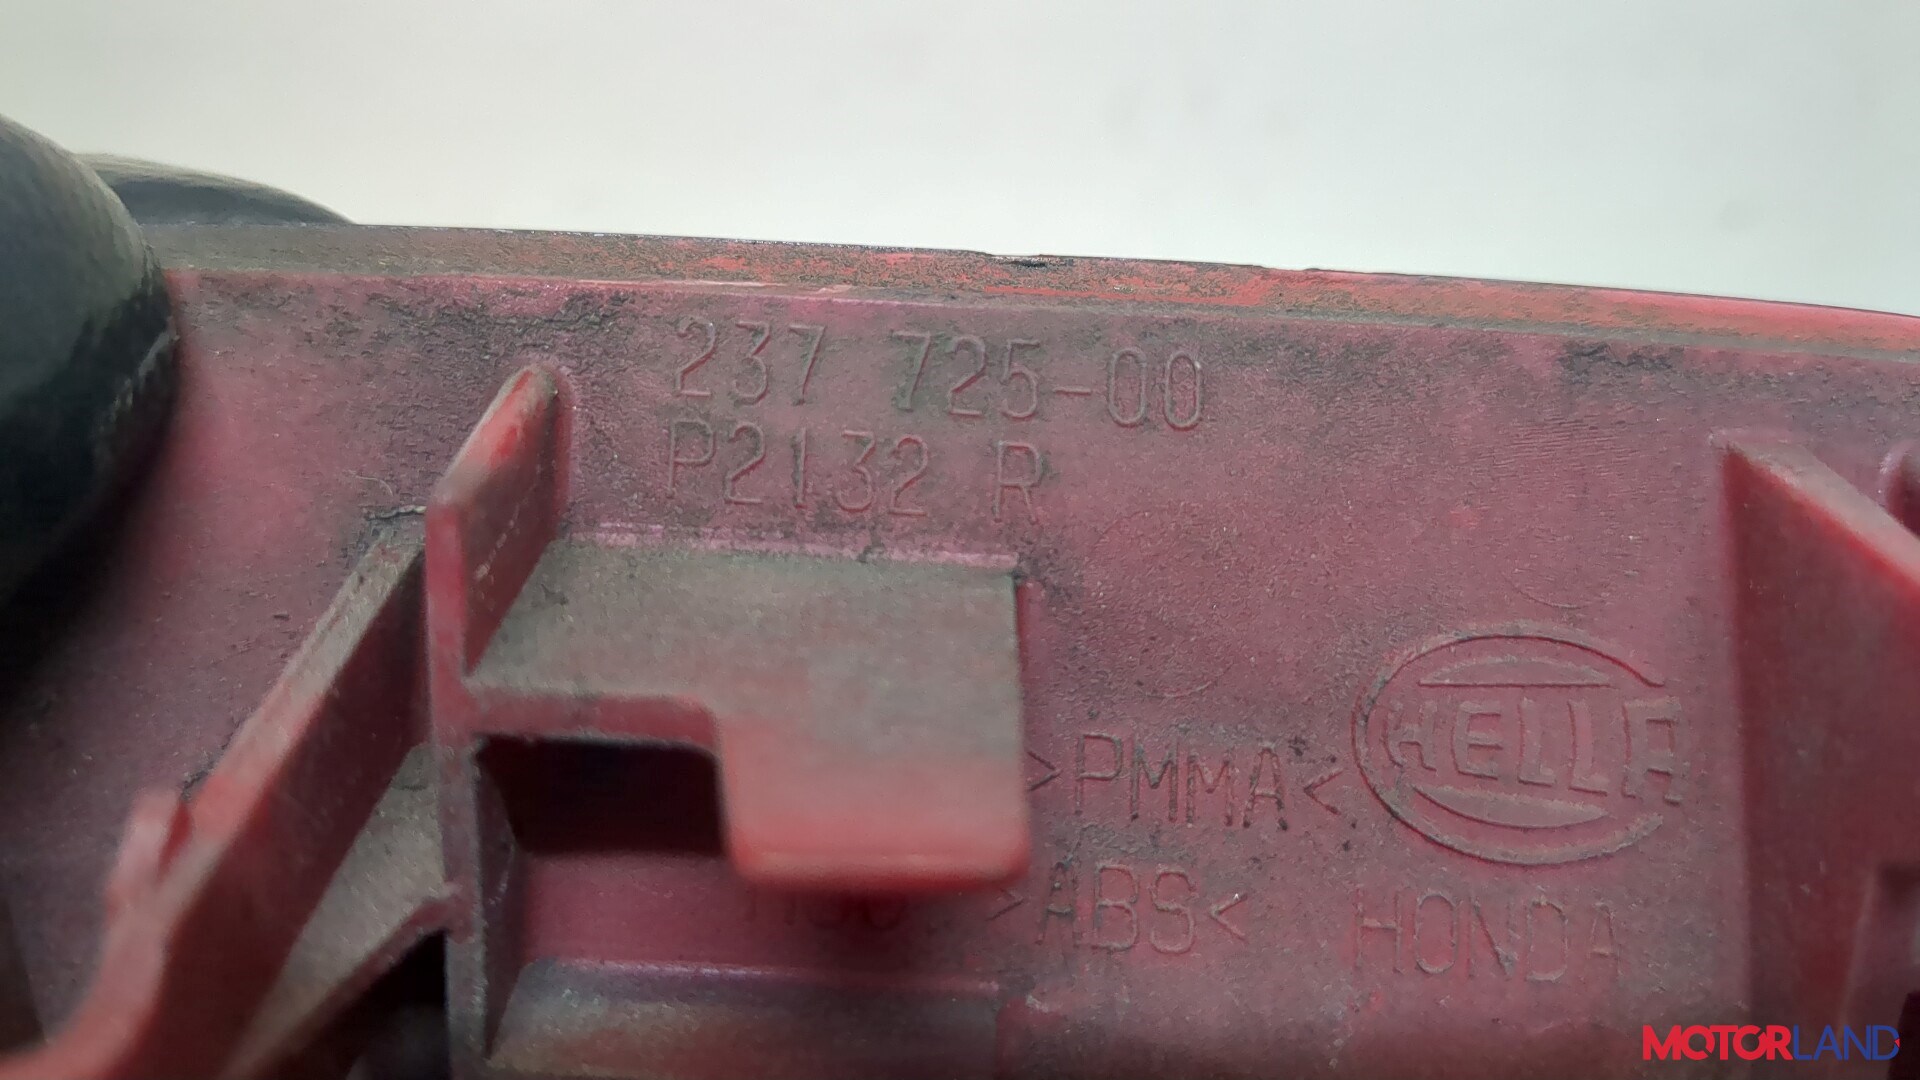 237 725-00
P2132 R
>PMMA< HELLA
>ABS< HONDA
MOTORLAND